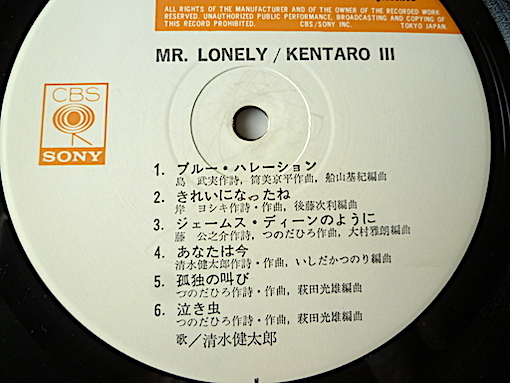 ALL RIGHTS OF THE MANUFACTURER AND OF THE OWNER OF THE RECORDED WORK
RESERVED. UNAUTHORIZED PUBLIC PERFORMANCE, BROADCASTING AND COPYING OF
THIS RECORD PROHIBITED. CBS/SONY INC. TOKYO JAPAN.
MR. LONELY / KENTARO III
CBS
SONY
1. ブルー・ハレーション
島 武実作詩, 筒美京平作曲, 船山基紀編曲
2. きれいになったね
岸 ヨシキ作詩・作曲, 後藤次利編曲
3. ジェームス・ディーンのように
藤 公之介作詩, つのだひろ作曲, 大村雅朗編曲
4. あなたは今
清水健太郎作詩・作曲, いしだかつのり編曲
5. 孤独の叫び
つのだひろ作詩・作曲, 萩田光雄編曲
6. 泣き虫
つのだひろ作詩・作曲, 萩田光雄編曲
歌/清水健太郎